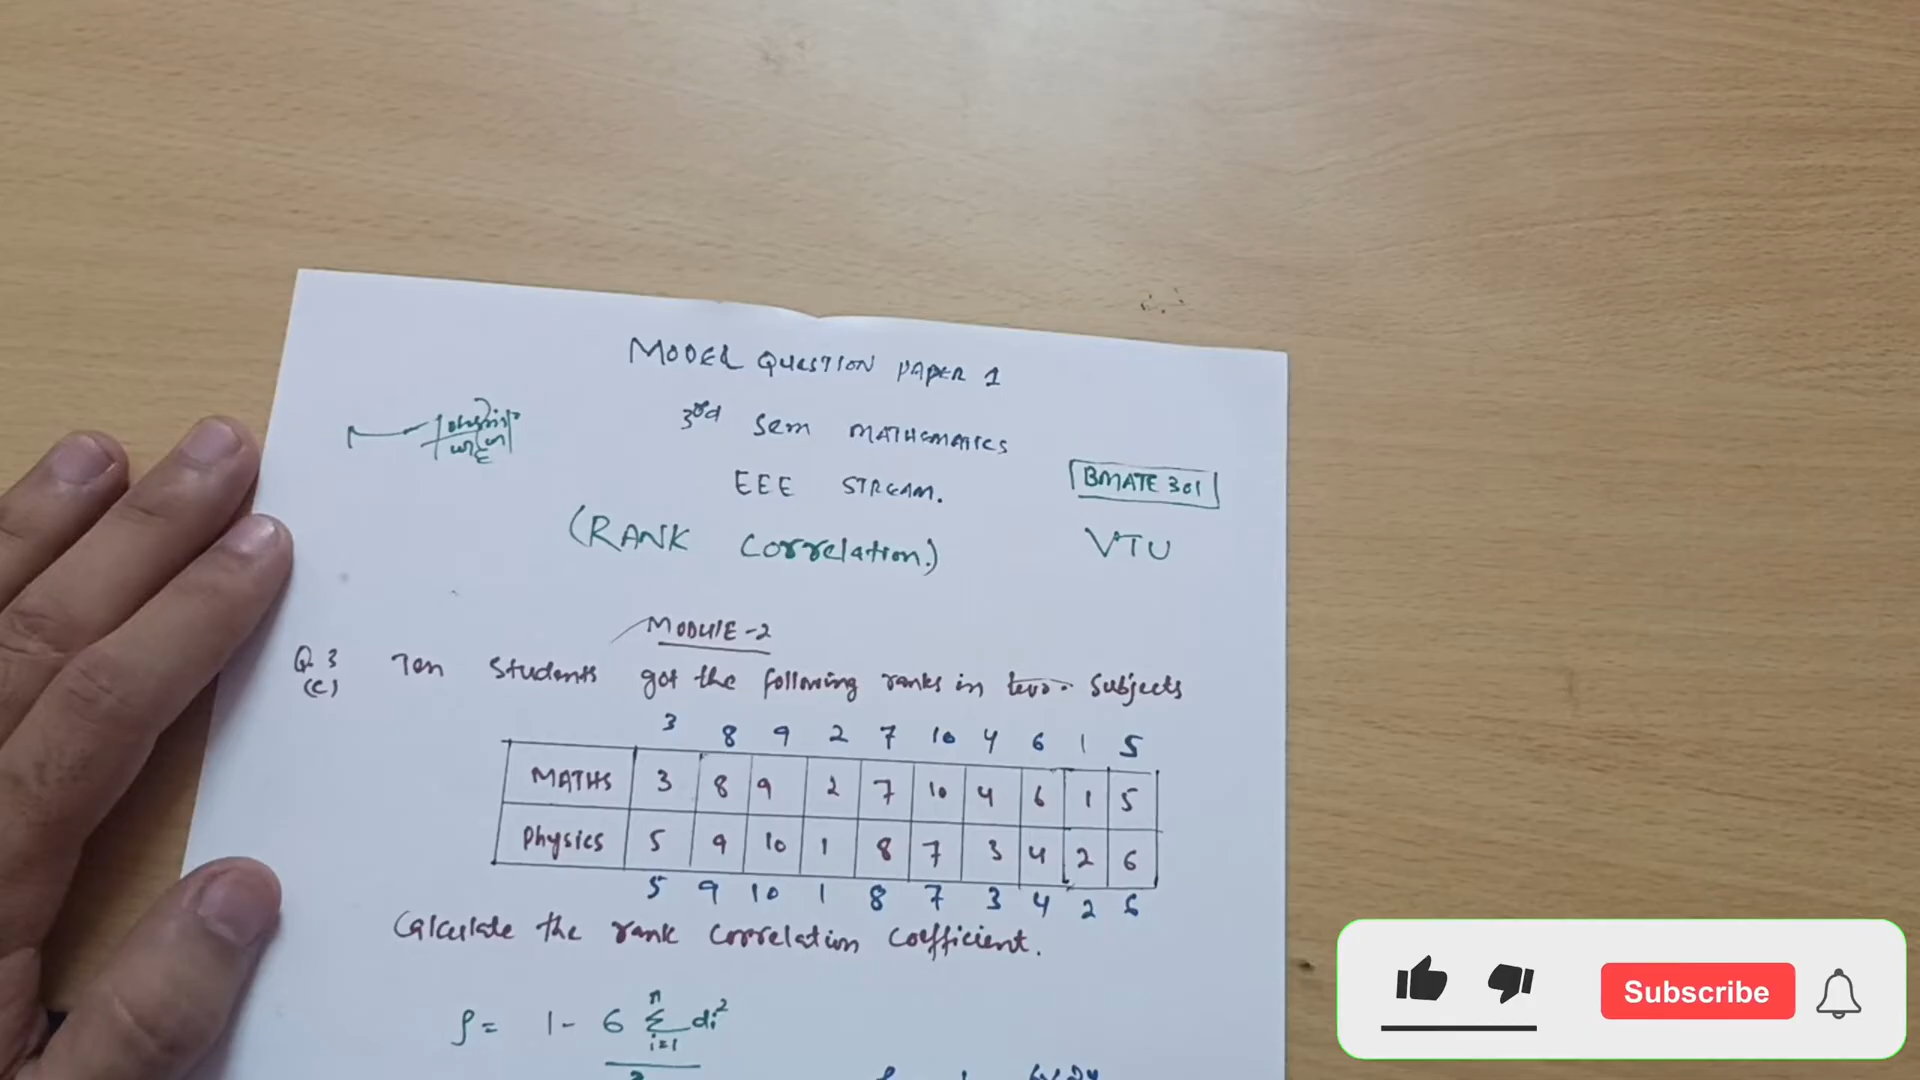 MODEL QUESTION PAPER 1
3rd Sem MATHEMATICS
EEE STREAM.
BMATE 301
(RANK Correlation.)
VTU
MODULE-2
Q.3 (c) Ten Students got the following ranks in two Subjects
3 8 9 2 7 10 4 6 1 5
MATHS 3 8 9 2 7 10 4 6 1 5
Physics 5 9 10 1 8 7 3 4 2 6
5 9 10 1 8 7 3 4 2 6
Calculate the rank correlation coefficient.
ρ = 1 - 6 Σ di²
n
i=1
Subscribe